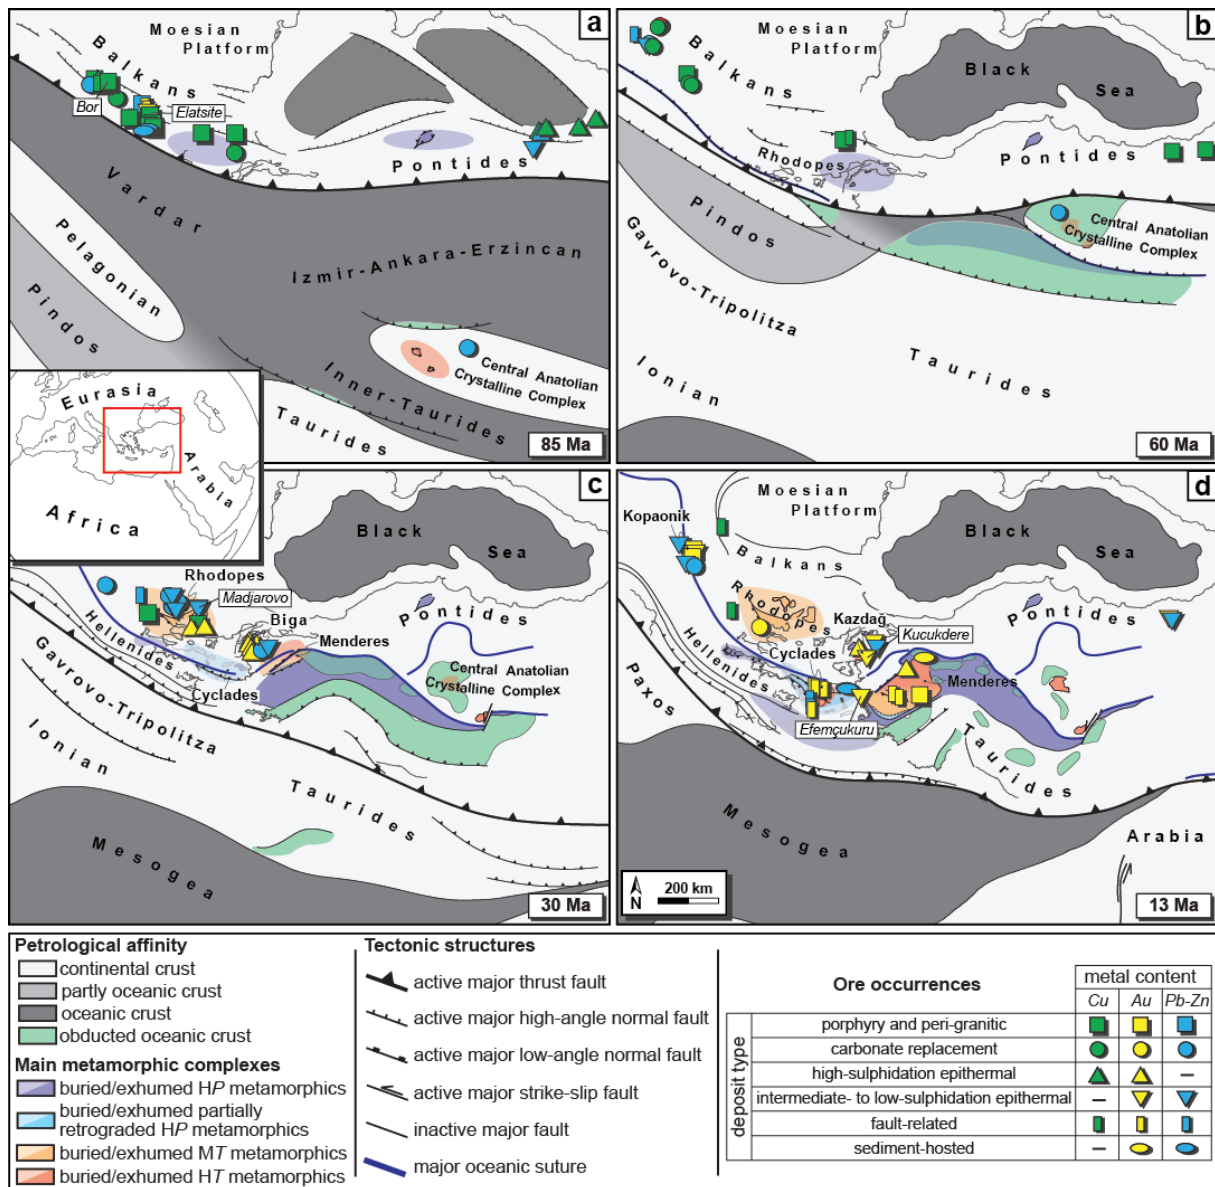 a
Moesian
Platform
Balkans
Bor
Elatsite
Pontides
Vardar
Izmir-Ankara-Erzincan
Pelagonian
Pindos
Inner-Taurides
Central Anatolian
Crystalline Complex
Taurides
85 Ma
b
Moesian
Platform
Balkans
Black
Sea
Rhodopes
Pontides
Pindos
Central Anatolian
Crystalline Complex
Gavrovo-Tripolitza
Taurides
Ionian
60 Ma
Eurasia
Arabia
Africa
c
Black
Sea
Rhodopes
Madjarovo
Biga
Pontides
Menderes
Hellenides
Cyclades
Central Anatolian
Crystalline Complex
Gavrovo-Tripolitza
Ionian
Taurides
Mesogea
30 Ma
d
Moesian
Platform
Kopaonik
Balkans
Black
Sea
Rhodopes
Kazdağ
Kucukdere
Pontides
Cyclades
Hellenides
Menderes
Paxos
Efemçukuru
Taurides
Mesogea
Arabia
N
200 km
13 Ma
Petrological affinity
continental crust
partly oceanic crust
oceanic crust
obducted oceanic crust
Main metamorphic complexes
buried/exhumed HP metamorphics
buried/exhumed partially
retrograded HP metamorphics
buried/exhumed MT metamorphics
buried/exhumed HT metamorphics
Tectonic structures
active major thrust fault
active major high-angle normal fault
active major low-angle normal fault
active major strike-slip fault
inactive major fault
major oceanic suture
Ore occurrences
metal content
Cu Au Pb-Zn
deposit type
porphyry and peri-granitic
carbonate replacement
high-sulphidation epithermal –
intermediate- to low-sulphidation epithermal –
fault-related
sediment-hosted –